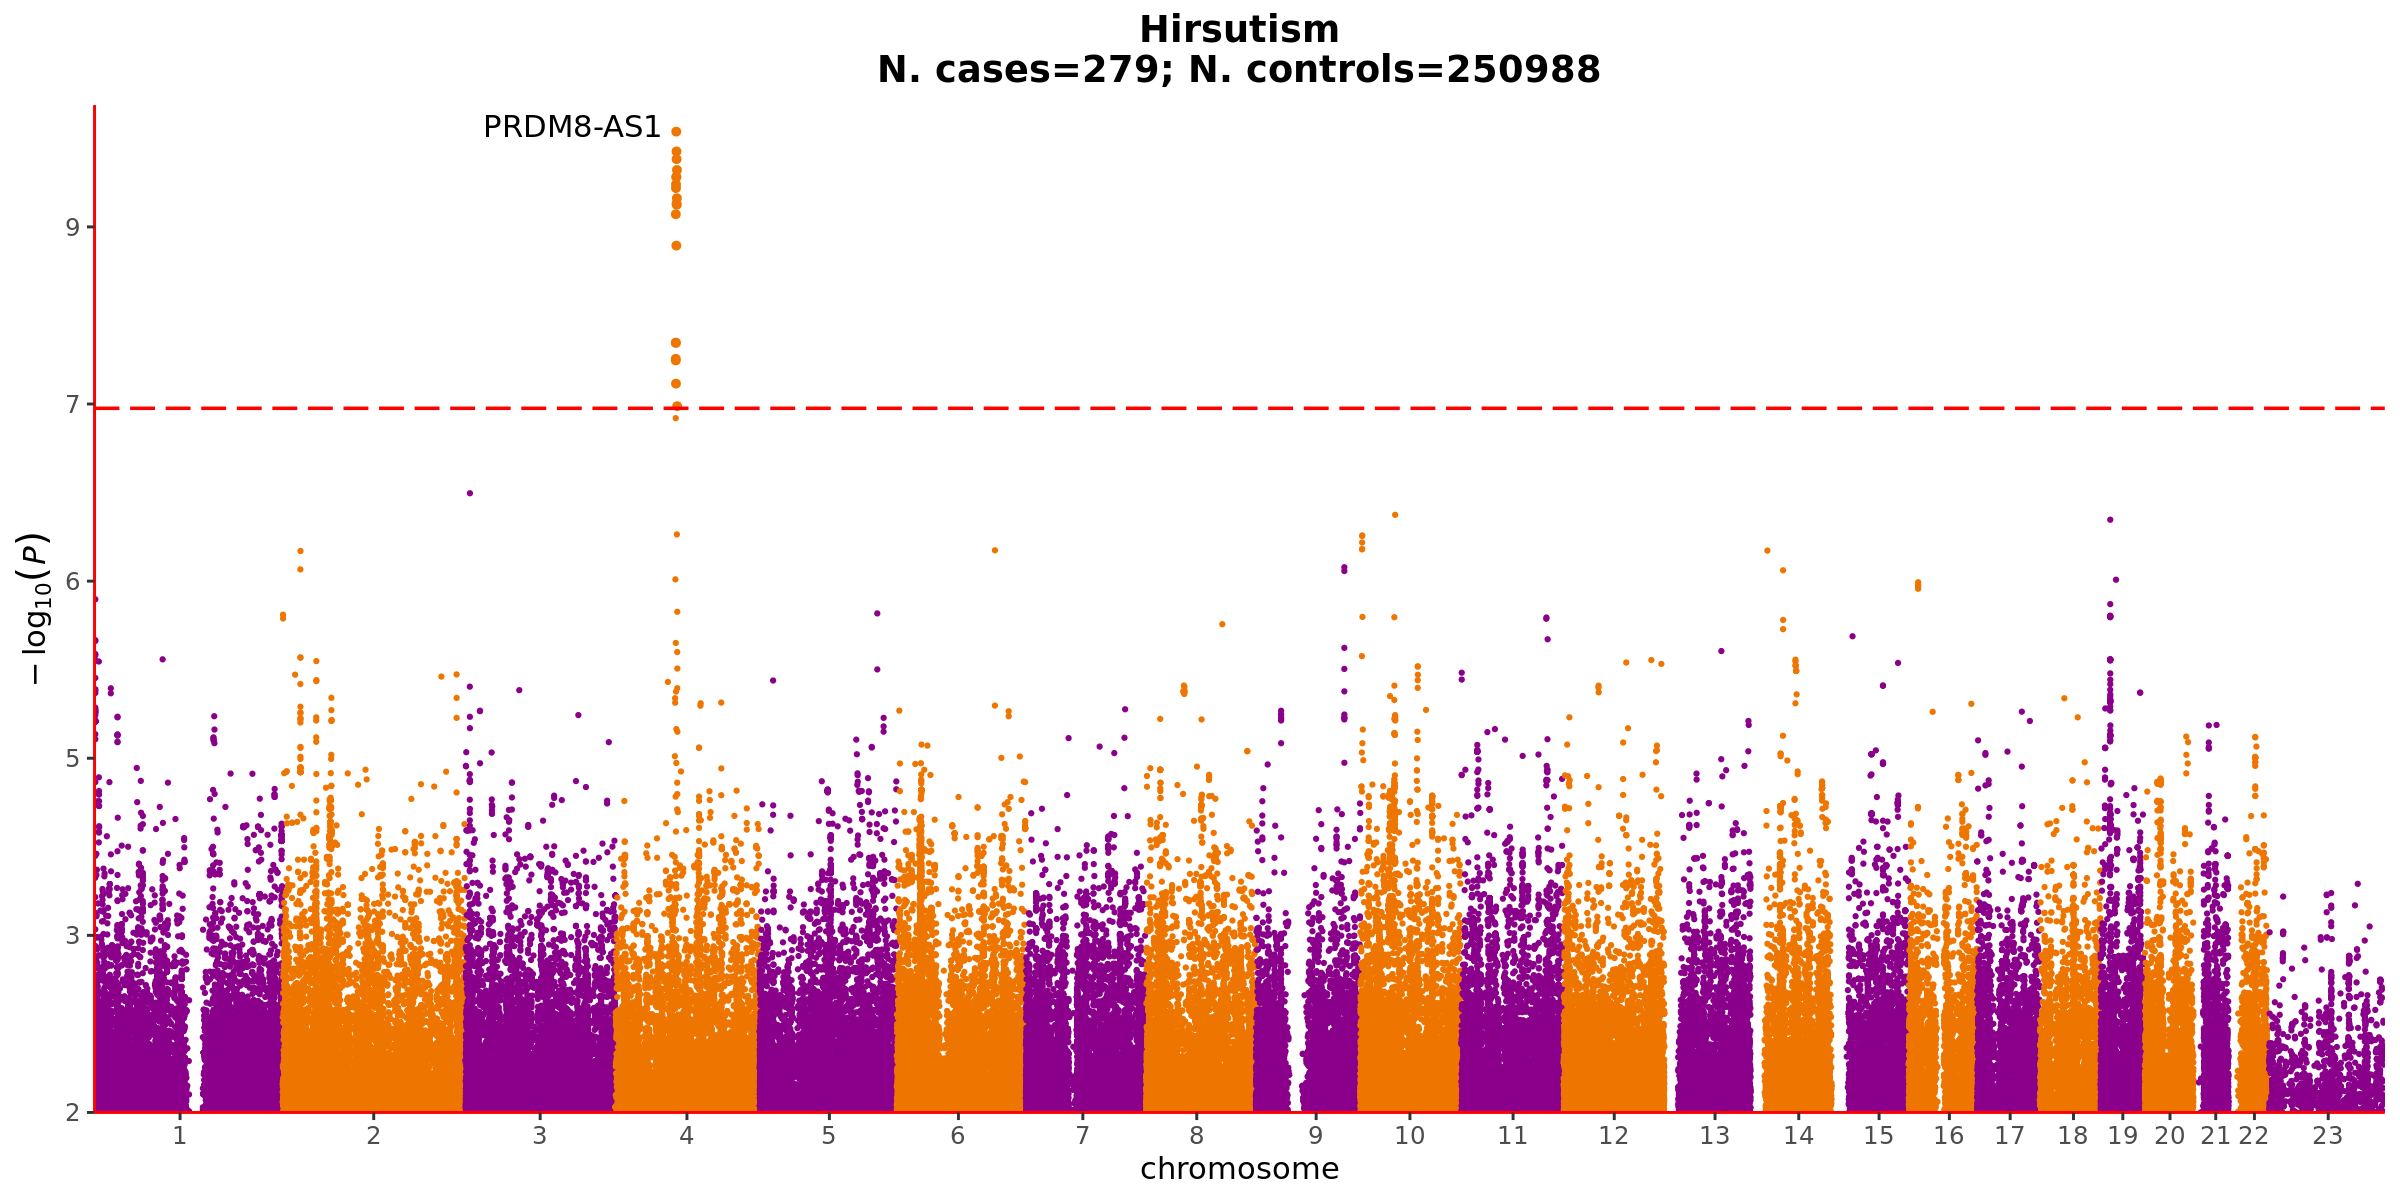 Hirsutism
N. cases=279; N. controls=250988
PRDM8-AS1
9
7
6
5
3
2
−log10(P)
1 2 3 4 5 6 7 8 9 10 11 12 13 14 15 16 17 18 19 20 21 22 23
chromosome